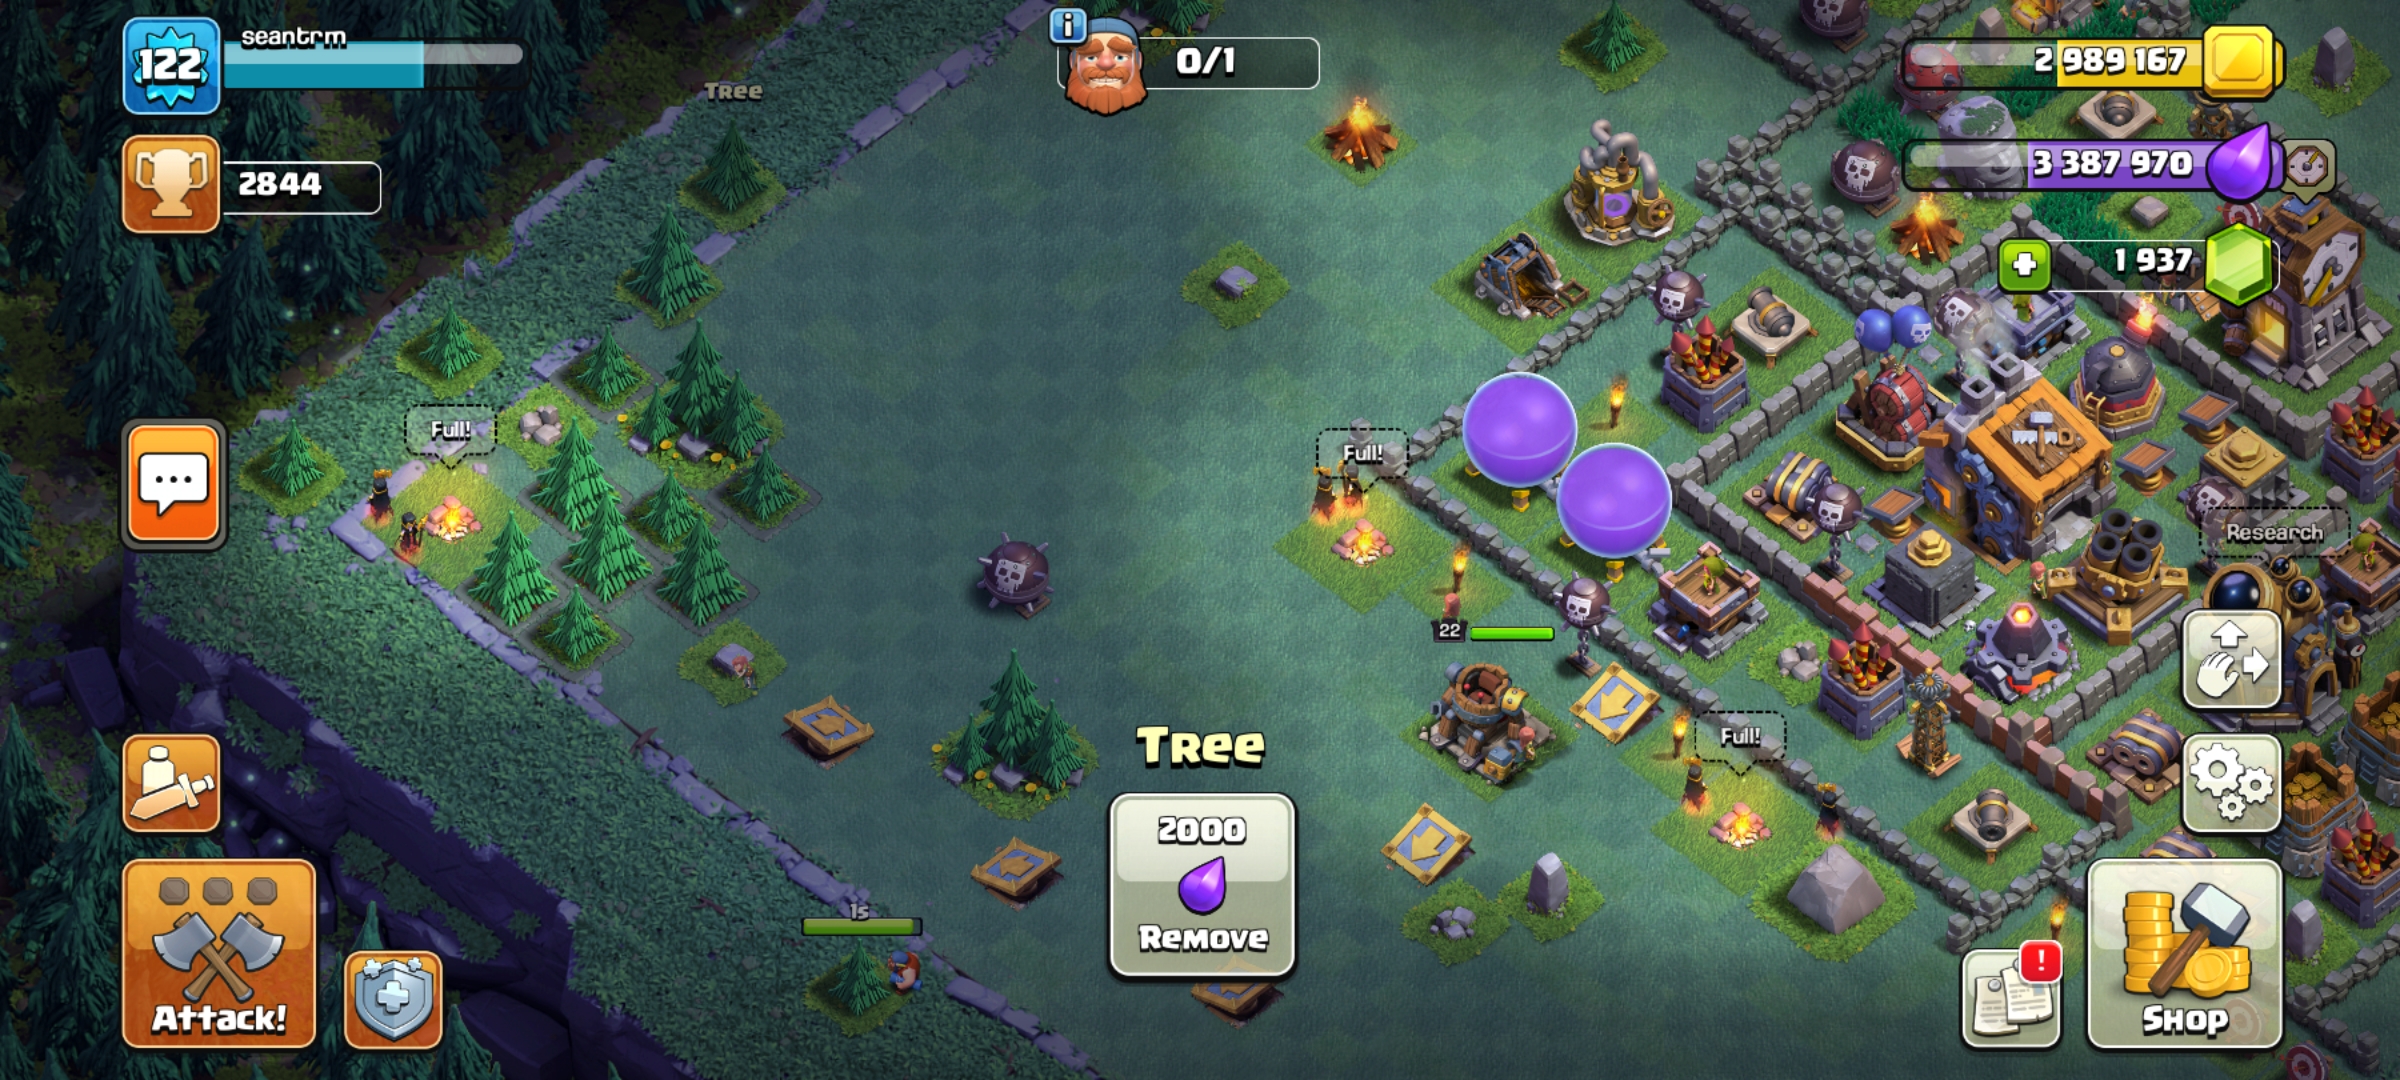 seantrm
122
i
0/1
2 989 167
Tree
3 387 970
2844
1 937
Full!
Full!
Research
22
Full!
Tree
2000
Remove
1s
Attack!
!
Shop